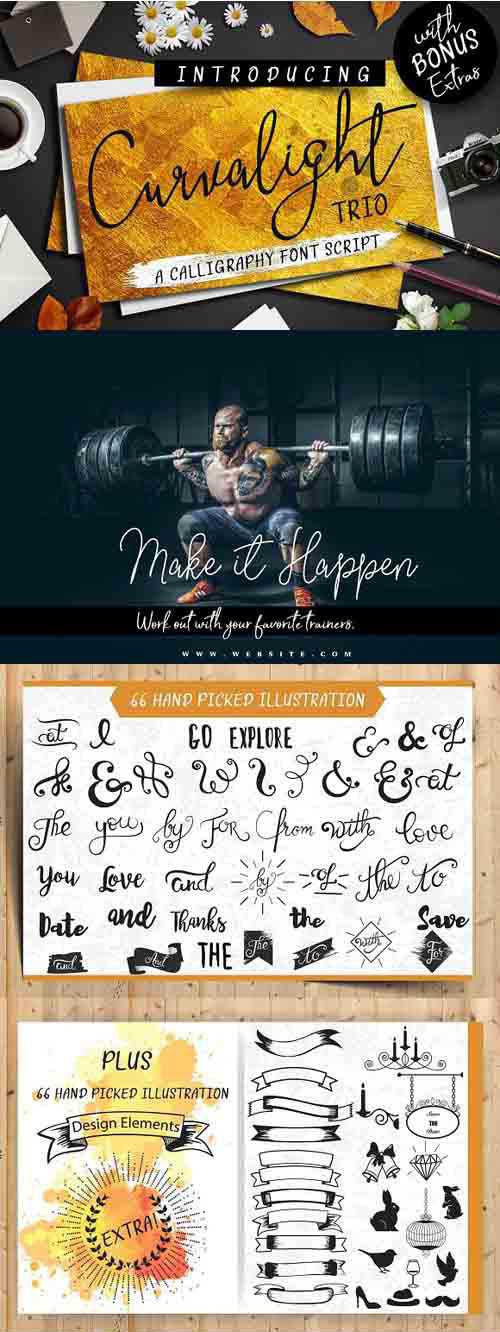 with
BONUS
Extras
INTRODUCING
Curvalight
TRIO
A CALLIGRAPHY FONT SCRIPT
Make it Happen
Work out with your favorite trainers.
WWW.WEBSITE.COM
66 HAND PICKED ILLUSTRATION
at & GO EXPLORE & & of
& & & & at
The you by FOR from with love
You Love and by of the to
Date and Thanks the Save
and And THE The to with For
PLUS
66 HAND PICKED ILLUSTRATION
Design Elements
EXTRA!
Save
THE
Date